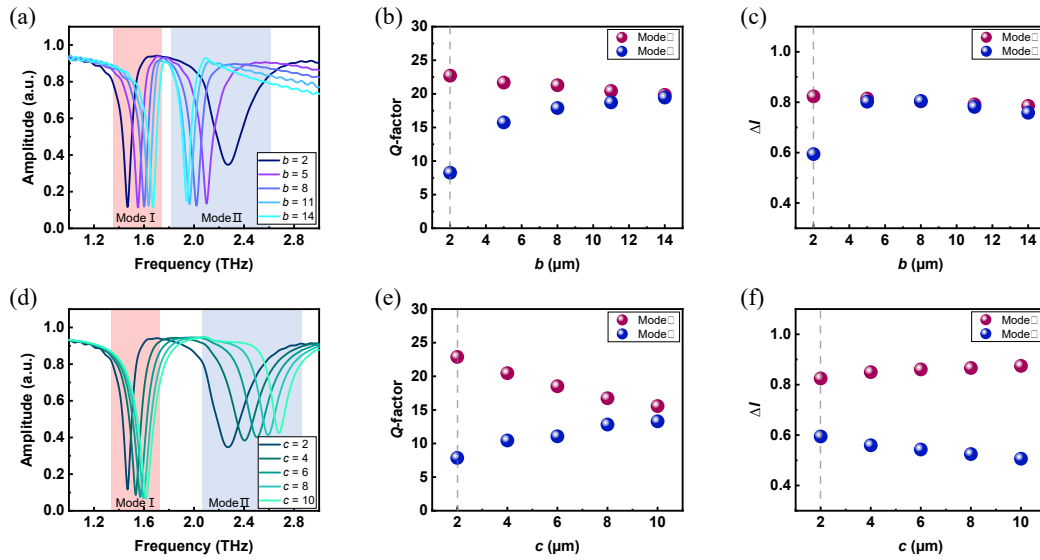 (a)
Amplitude (a.u.)
1.0
0.8
0.6
0.4
0.2
0.0
Mode Ⅰ
Mode Ⅱ
b = 2
b = 5
b = 8
b = 11
b = 14
1.2 1.6 2.0 2.4 2.8
Frequency (THz)
(b)
Q-factor
30
25
20
15
10
5
0
Mode□
Mode□
2 4 6 8 10 12 14
b (µm)
(c)
ΔI
1.0
0.8
0.6
0.4
Mode□
Mode□
2 4 6 8 10 12 14
b (µm)
(d)
Amplitude (a.u.)
1.0
0.8
0.6
0.4
0.2
0.0
Mode Ⅰ
Mode Ⅱ
c = 2
c = 4
c = 6
c = 8
c = 10
1.2 1.6 2.0 2.4 2.8
Frequency (THz)
(e)
Q-factor
30
25
20
15
10
5
0
Mode□
Mode□
2 4 6 8 10
c (µm)
(f)
ΔI
1.0
0.8
0.6
0.4
Mode□
Mode□
2 4 6 8 10
c (µm)